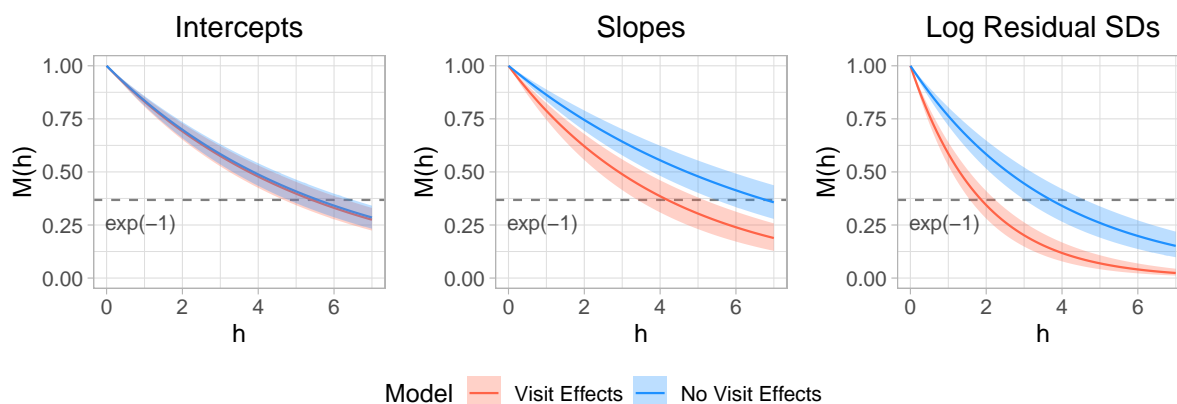 Intercepts
Slopes
Log Residual SDs
M(h)
1.00
0.75
0.50
0.25
0.00
exp(−1)
0
2
4
6
h
M(h)
1.00
0.75
0.50
0.25
0.00
exp(−1)
0
2
4
6
h
M(h)
1.00
0.75
0.50
0.25
0.00
exp(−1)
0
2
4
6
h
Model Visit Effects No Visit Effects